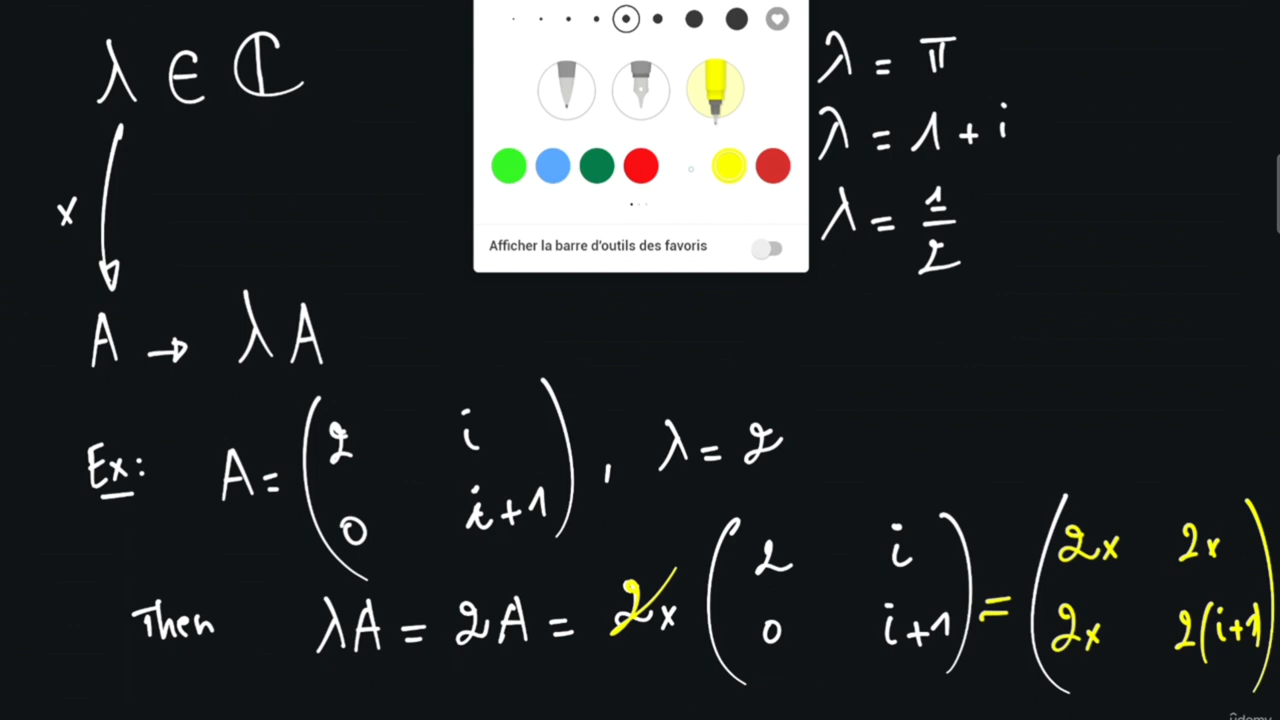 λ ∈ ℂ
λ = π
λ = 1 + i
x
λ = 1/2
Afficher la barre d'outils des favoris
A → λA
Ex: A = ( 2 i
0 i+1 ) , λ = 2
Then λA = 2A = 2x ( 2 i
0 i+1 ) = ( 2x 2x
2x 2(i+1) )
ûdemy